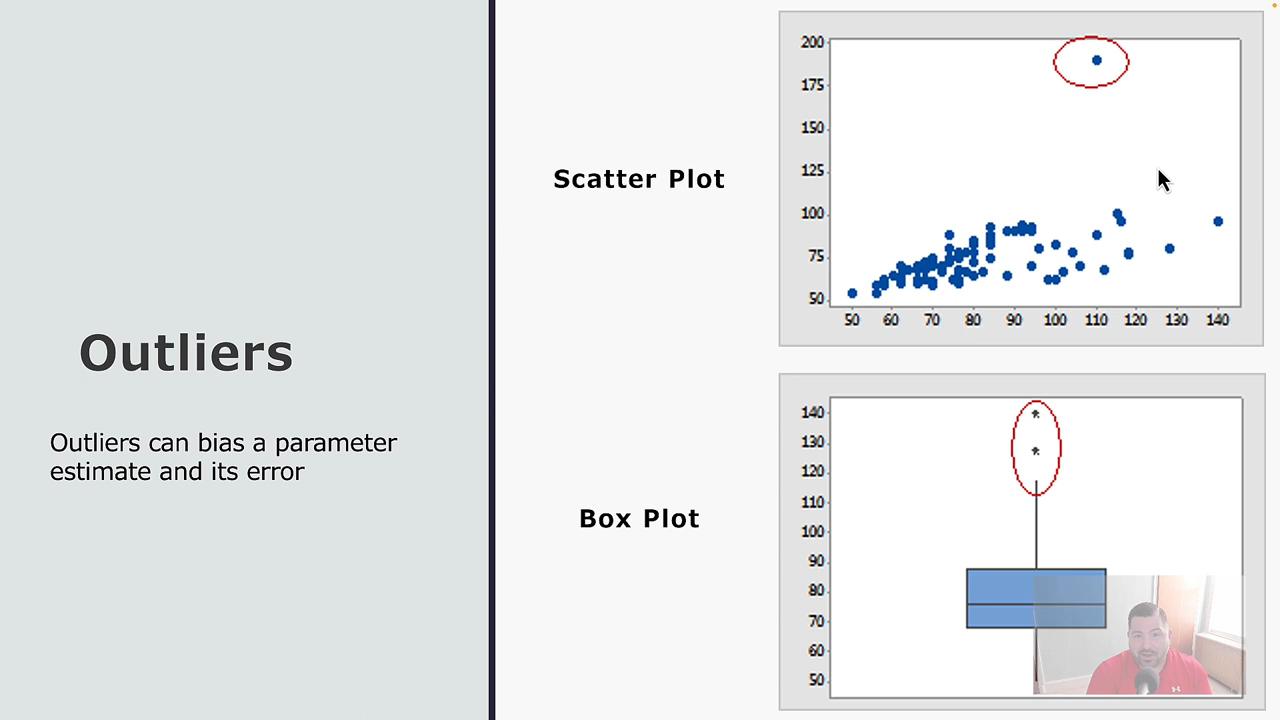 Outliers
Outliers can bias a parameter
estimate and its error
Scatter Plot
200
175
150
125
100
75
50
50 60 70 80 90 100 110 120 130 140
Box Plot
140
130
120
110
100
90
80
70
60
50